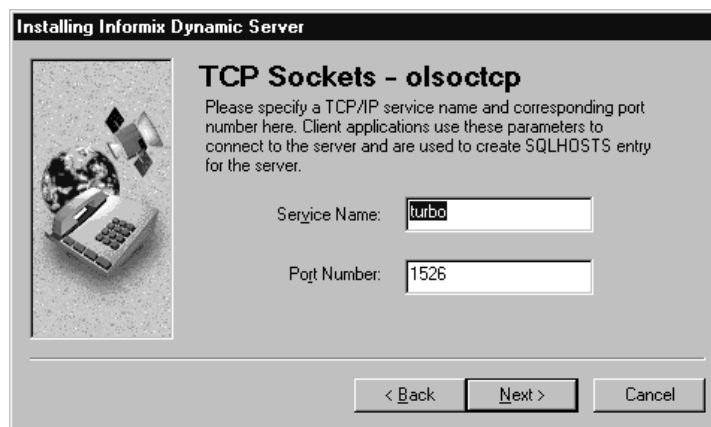 Installing Informix Dynamic Server
TCP Sockets - olsoctcp
Please specify a TCP/IP service name and corresponding port
number here. Client applications use these parameters to
connect to the server and are used to create SQLHOSTS entry
for the server.
Service Name: turbo
Port Number: 1526
< Back Next > Cancel